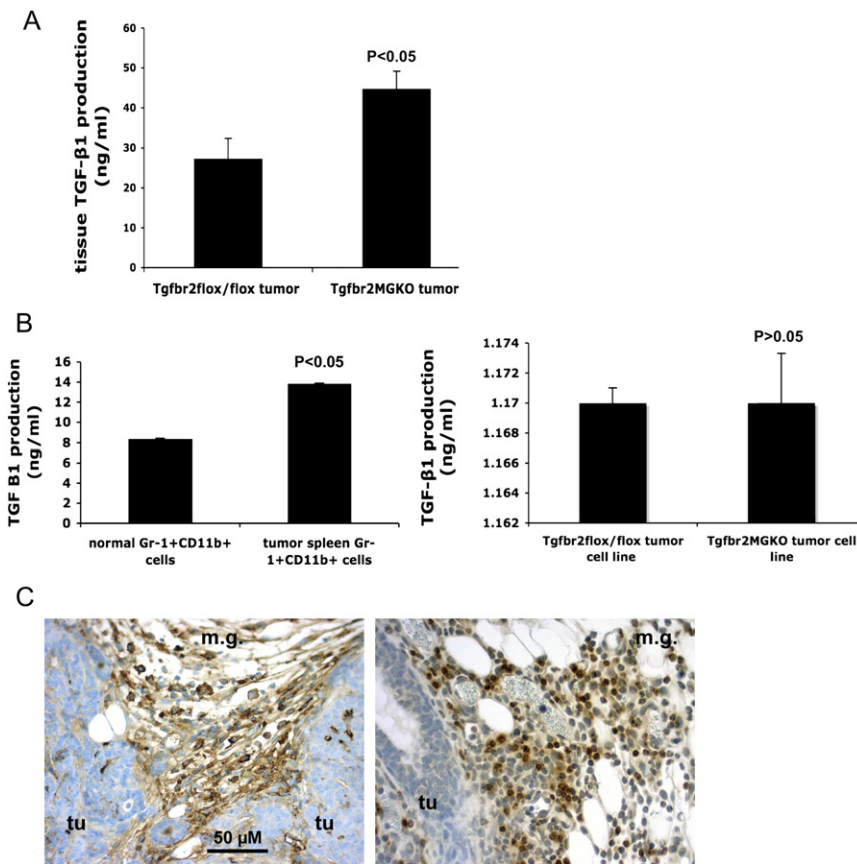 A
tissue TGF-β1 production
(ng/ml)
60
50
40
30
20
10
0
P<0.05
Tgfbr2flox/flox tumor
Tgfbr2MGKO tumor
B
TGF B1 production
(ng/ml)
16
14
12
10
8
6
4
2
0
P<0.05
normal Gr-1+CD11b+
cells
tumor spleen Gr-
1+CD11b+ cells
TGF-β1 production
(ng/ml)
1.174
1.172
1.17
1.168
1.166
1.164
1.162
P>0.05
Tgfbr2flox/flox tumor
cell line
Tgfbr2MGKO tumor cell
line
C
m.g.
tu
50 µM
tu
m.g.
tu